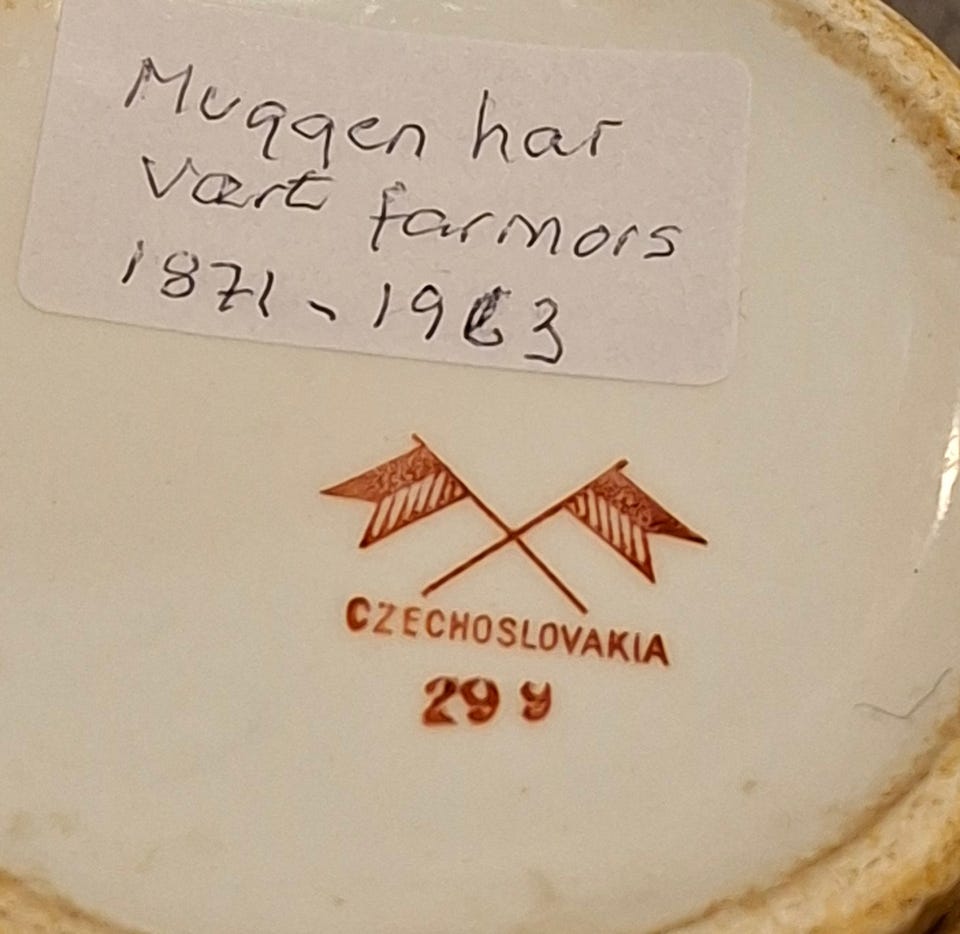 Muggen har
vært farmors
1871 - 1963
CZECHOSLOVAKIA
29 9